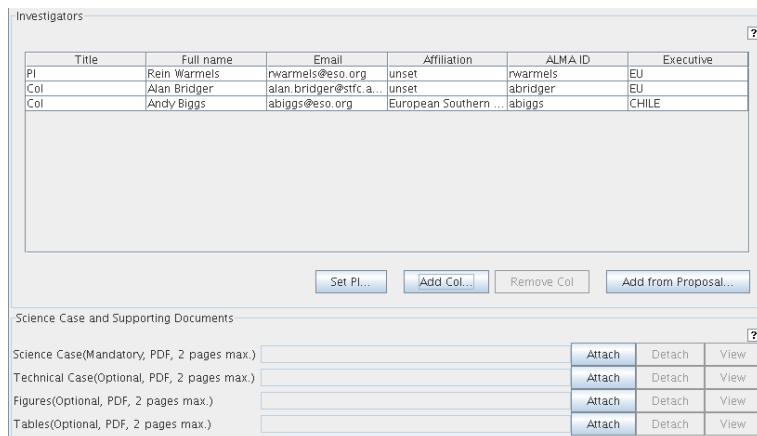 Investigators
?
Title Full name Email Affiliation ALMA ID Executive
PI Rein Warmels rwarmels@eso.org unset rwarmels EU
CoI Alan Bridger alan.bridger@stfc.a... unset abridger EU
CoI Andy Biggs abiggs@eso.org European Southern ... abiggs CHILE
Set PI... Add CoI... Remove CoI Add from Proposal...
Science Case and Supporting Documents
?
Science Case(Mandatory, PDF, 2 pages max.) Attach Detach View
Technical Case(Optional, PDF, 2 pages max.) Attach Detach View
Figures(Optional, PDF, 2 pages max.) Attach Detach View
Tables(Optional, PDF, 2 pages max.) Attach Detach View